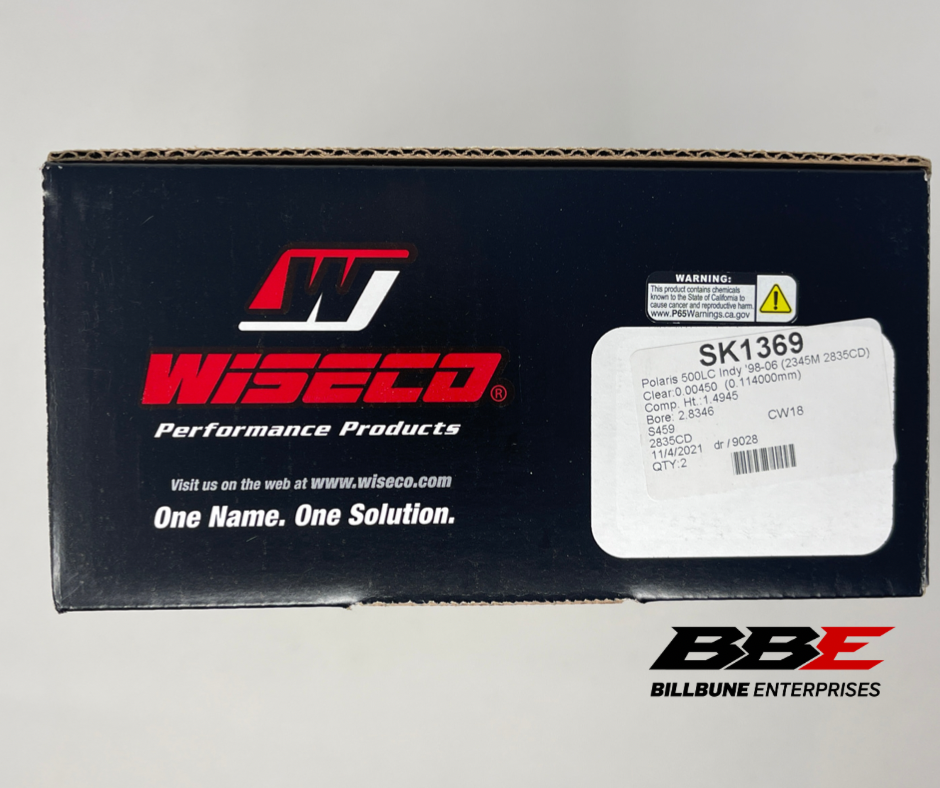 W
WISECO®
Performance Products
Visit us on the web at www.wiseco.com
One Name. One Solution.
WARNING:
This product contains chemicals
known to the State of California to
cause cancer and reproductive harm.
www.P65Warnings.ca.gov
SK1369
Polaris 500LC Indy '98-06 (2345M 2835CD)
Clear:0.00450 (0.114000mm)
Comp. Ht.:1.4945
Bore: 2.8346 CW18
S459
2835CD
11/4/2021 dr / 9028
QTY:2
BBE
BILLBUNE ENTERPRISES